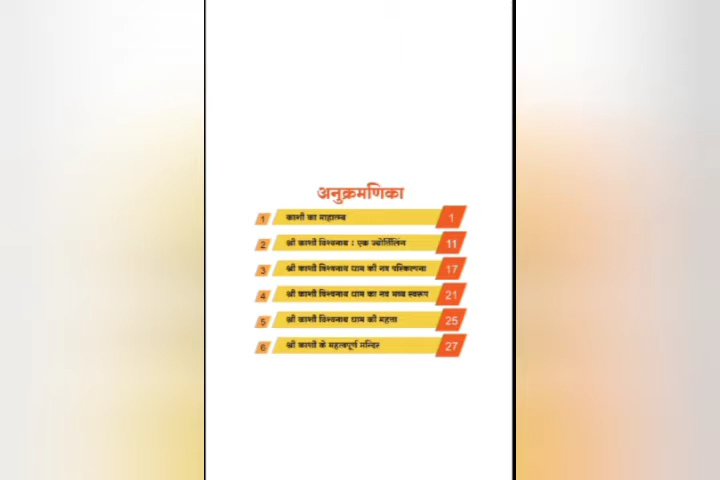 अनुक्रमणिका
1 काशी का माहात्म्य 1
2 श्री काशी विश्वनाथ : एक ज्योतिर्लिंग 11
3 श्री काशी विश्वनाथ धाम की नव परिकल्पना 17
4 श्री काशी विश्वनाथ धाम का नव भव्य स्वरूप 21
5 श्री काशी विश्वनाथ धाम की महत्ता 25
6 श्री काशी के महत्वपूर्ण मन्दिर 27